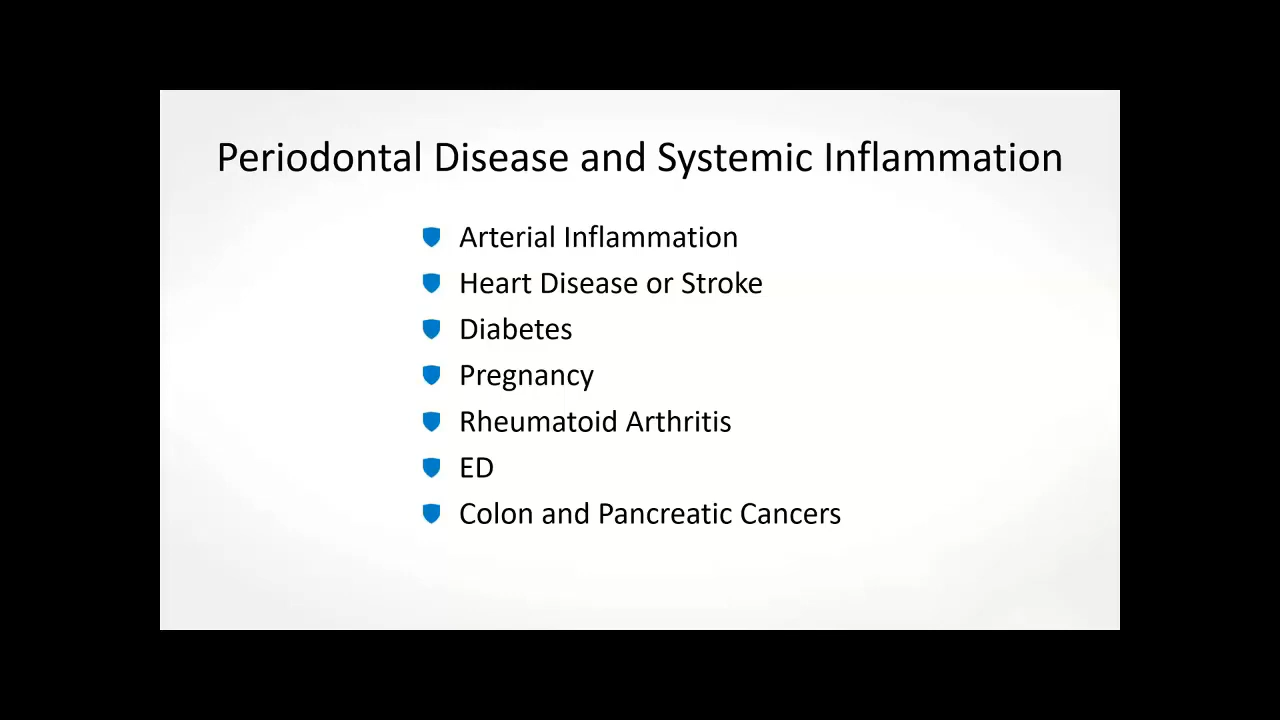 Periodontal Disease and Systemic Inflammation
Arterial Inflammation
Heart Disease or Stroke
Diabetes
Pregnancy
Rheumatoid Arthritis
ED
Colon and Pancreatic Cancers